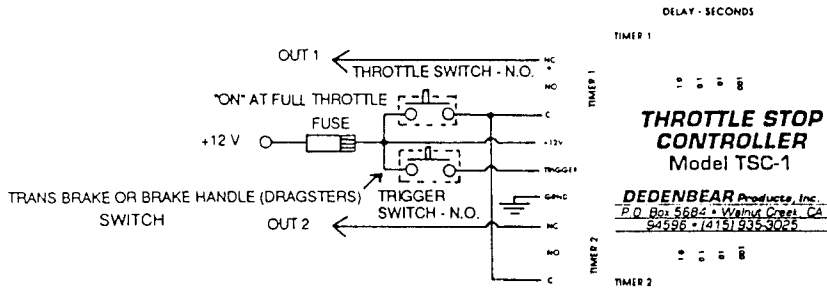 DELAY - SECONDS
TIMER 1
OUT 1
THROTTLE SWITCH - N.O.
"ON" AT FULL THROTTLE
FUSE
+12 V
TRANS BRAKE OR BRAKE HANDLE (DRAGSTERS)
SWITCH
TRIGGER
SWITCH - N.O.
OUT 2
NC
NO
C
+12V
TRIGGER
GRND
NC
NO
C
TIMER 1
TIMER 2
THROTTLE STOP
CONTROLLER
Model TSC-1
DEDENBEAR Products, Inc.
P.O. Box 5684 • Walnut Creek, CA
94596 • (415) 935-3025
TIMER 2